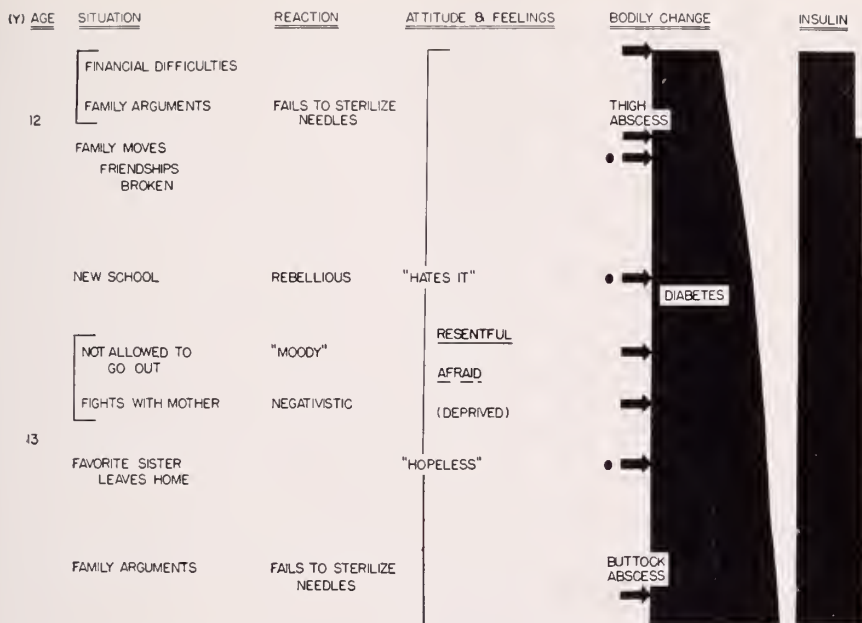 (Y) AGE SITUATION REACTION ATTITUDE & FEELINGS BODILY CHANGE INSULIN
FINANCIAL DIFFICULTIES
FAMILY ARGUMENTS FAILS TO STERILIZE THIGH
12 NEEDLES ABSCESS
FAMILY MOVES
FRIENDSHIPS
BROKEN
NEW SCHOOL REBELLIOUS "HATES IT"
DIABETES
RESENTFUL
NOT ALLOWED TO "MOODY"
GO OUT
AFRAID
FIGHTS WITH MOTHER NEGATIVISTIC
(DEPRIVED)
13
FAVORITE SISTER "HOPELESS"
LEAVES HOME
FAMILY ARGUMENTS FAILS TO STERILIZE BUTTOCK
NEEDLES ABSCESS